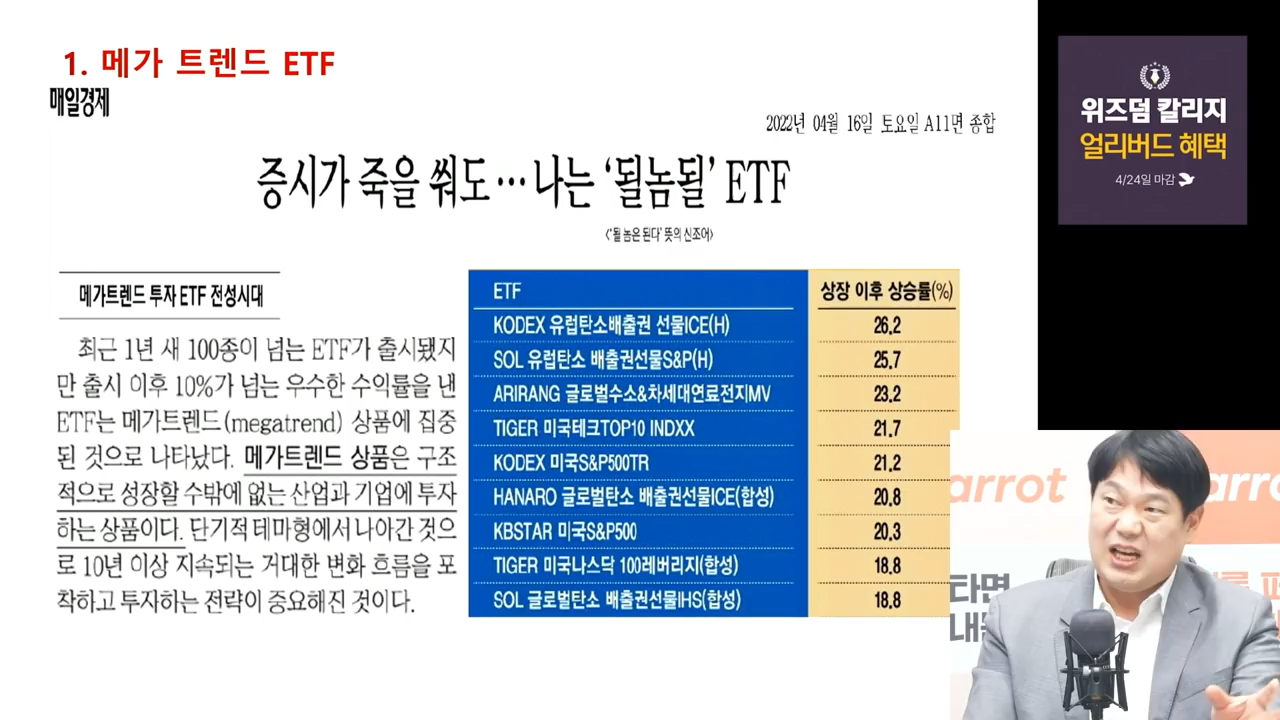 1. 메가 트렌드 ETF
매일경제
2022년 04월 16일 토요일 A11면 종합
증시가 죽을 쒀도…나는 ‘될놈될’ ETF
〈‘될 놈은 된다’ 뜻의 신조어〉
메가트렌드 투자 ETF 전성시대
최근 1년 새 100종이 넘는 ETF가 출시됐지
만 출시 이후 10%가 넘는 우수한 수익률을 낸
ETF는 메가트렌드(megatrend) 상품에 집중
된 것으로 나타났다. 메가트렌드 상품은 구조
적으로 성장할 수밖에 없는 산업과 기업에 투자
하는 상품이다. 단기적 테마형에서 나아간 것으
로 10년 이상 지속되는 거대한 변화 흐름을 포
착하고 투자하는 전략이 중요해진 것이다.
ETF 상장 이후 상승률(%)
KODEX 유럽탄소배출권 선물ICE(H) 26.2
SOL 유럽탄소 배출권선물S&P(H) 25.7
ARIRANG 글로벌수소&차세대연료전지MV 23.2
TIGER 미국테크TOP10 INDXX 21.7
KODEX 미국S&P500TR 21.2
HANARO 글로벌탄소 배출권선물ICE(합성) 20.8
KBSTAR 미국S&P500 20.3
TIGER 미국나스닥 100레버리지(합성) 18.8
SOL 글로벌탄소 배출권선물IHS(합성) 18.8
위즈덤 칼리지
얼리버드 혜택
4/24일 마감
arrot
arro
타면
내